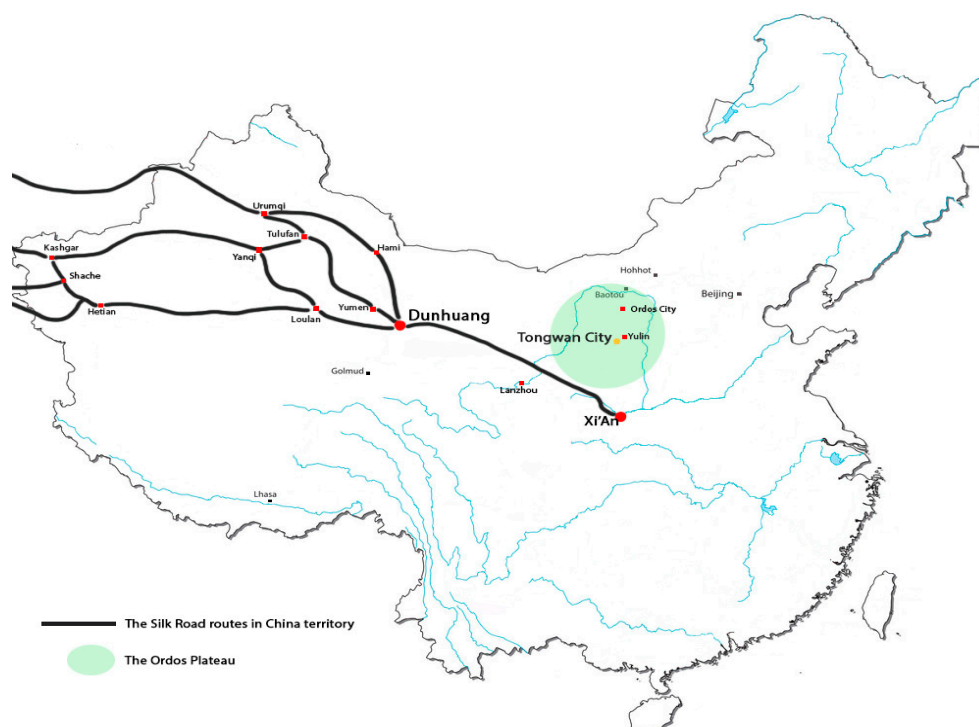 Urumqi
Tulufan
Hami
Kashgar
Yanqi
Shache
Hohhot
Baotou
Beijing
Hetian
Yumen
Loulan
Dunhuang
Ordos City
Tongwan City
Yulin
Golmud
Lanzhou
Xi'An
Lhasa
The Silk Road routes in China territory
The Ordos Plateau